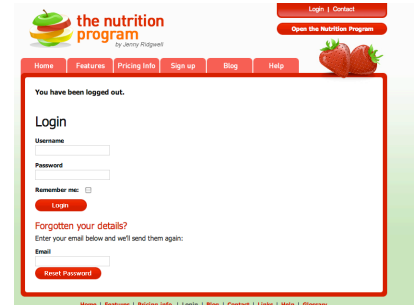 Login | Contact
the nutrition
program
by Jenny Ridgwell
Open the Nutrition Program
Home Features Pricing Info Sign up Blog Help
You have been logged out.
Login
Username
Password
Remember me:
Login
Forgotten your details?
Enter your email below and we'll send them again:
Email
Reset Password
Home | Features | Pricing info | Login | Blog | Contact | Links | Help | Glossary